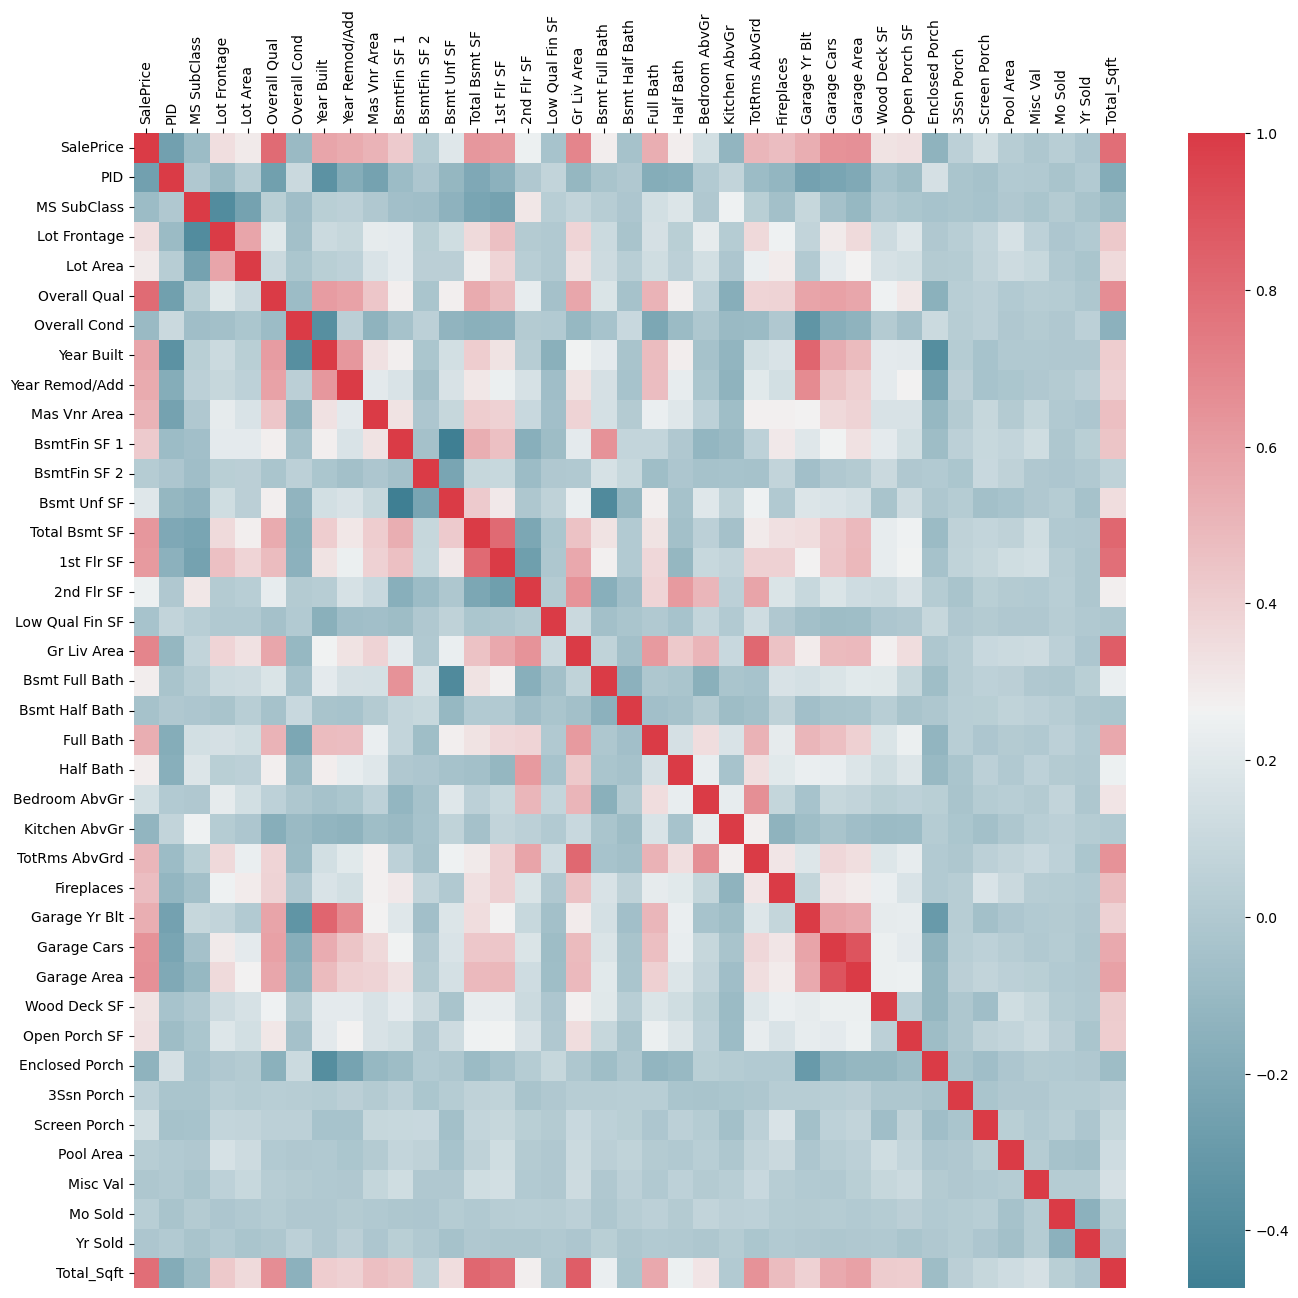 SalePrice
PID
MS SubClass
Lot Frontage
Lot Area
Overall Qual
Overall Cond
Year Built
Year Remod/Add
Mas Vnr Area
BsmtFin SF 1
BsmtFin SF 2
Bsmt Unf SF
Total Bsmt SF
1st Flr SF
2nd Flr SF
Low Qual Fin SF
Gr Liv Area
Bsmt Full Bath
Bsmt Half Bath
Full Bath
Half Bath
Bedroom AbvGr
Kitchen AbvGr
TotRms AbvGrd
Fireplaces
Garage Yr Blt
Garage Cars
Garage Area
Wood Deck SF
Open Porch SF
Enclosed Porch
3Ssn Porch
Screen Porch
Pool Area
Misc Val
Mo Sold
Yr Sold
Total_Sqft
SalePrice
PID
MS SubClass
Lot Frontage
Lot Area
Overall Qual
Overall Cond
Year Built
Year Remod/Add
Mas Vnr Area
BsmtFin SF 1
BsmtFin SF 2
Bsmt Unf SF
Total Bsmt SF
1st Flr SF
2nd Flr SF
Low Qual Fin SF
Gr Liv Area
Bsmt Full Bath
Bsmt Half Bath
Full Bath
Half Bath
Bedroom AbvGr
Kitchen AbvGr
TotRms AbvGrd
Fireplaces
Garage Yr Blt
Garage Cars
Garage Area
Wood Deck SF
Open Porch SF
Enclosed Porch
3Ssn Porch
Screen Porch
Pool Area
Misc Val
Mo Sold
Yr Sold
Total_Sqft
1.0
0.8
0.6
0.4
0.2
0.0
−0.2
−0.4